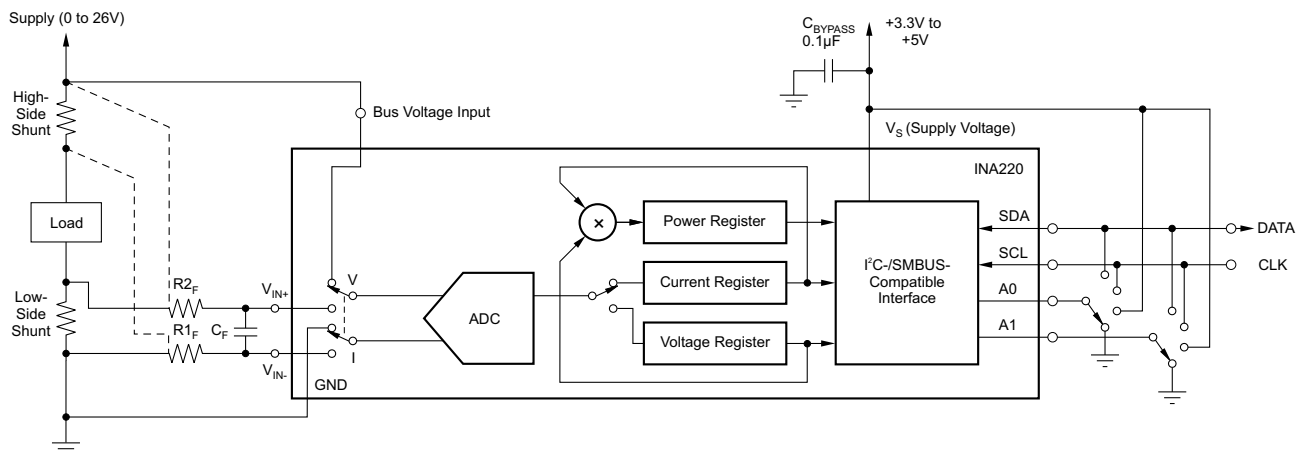 Supply (0 to 26V)
High-
Side
Shunt
Load
Low-
Side
Shunt
R2F
R1F
CF
VIN+
VIN-
Bus Voltage Input
V
I
GND
ADC
×
Power Register
Current Register
Voltage Register
CBYPASS
0.1µF
+3.3V to
+5V
VS (Supply Voltage)
INA220
I²C-/SMBUS-
Compatible
Interface
SDA
SCL
A0
A1
DATA
CLK